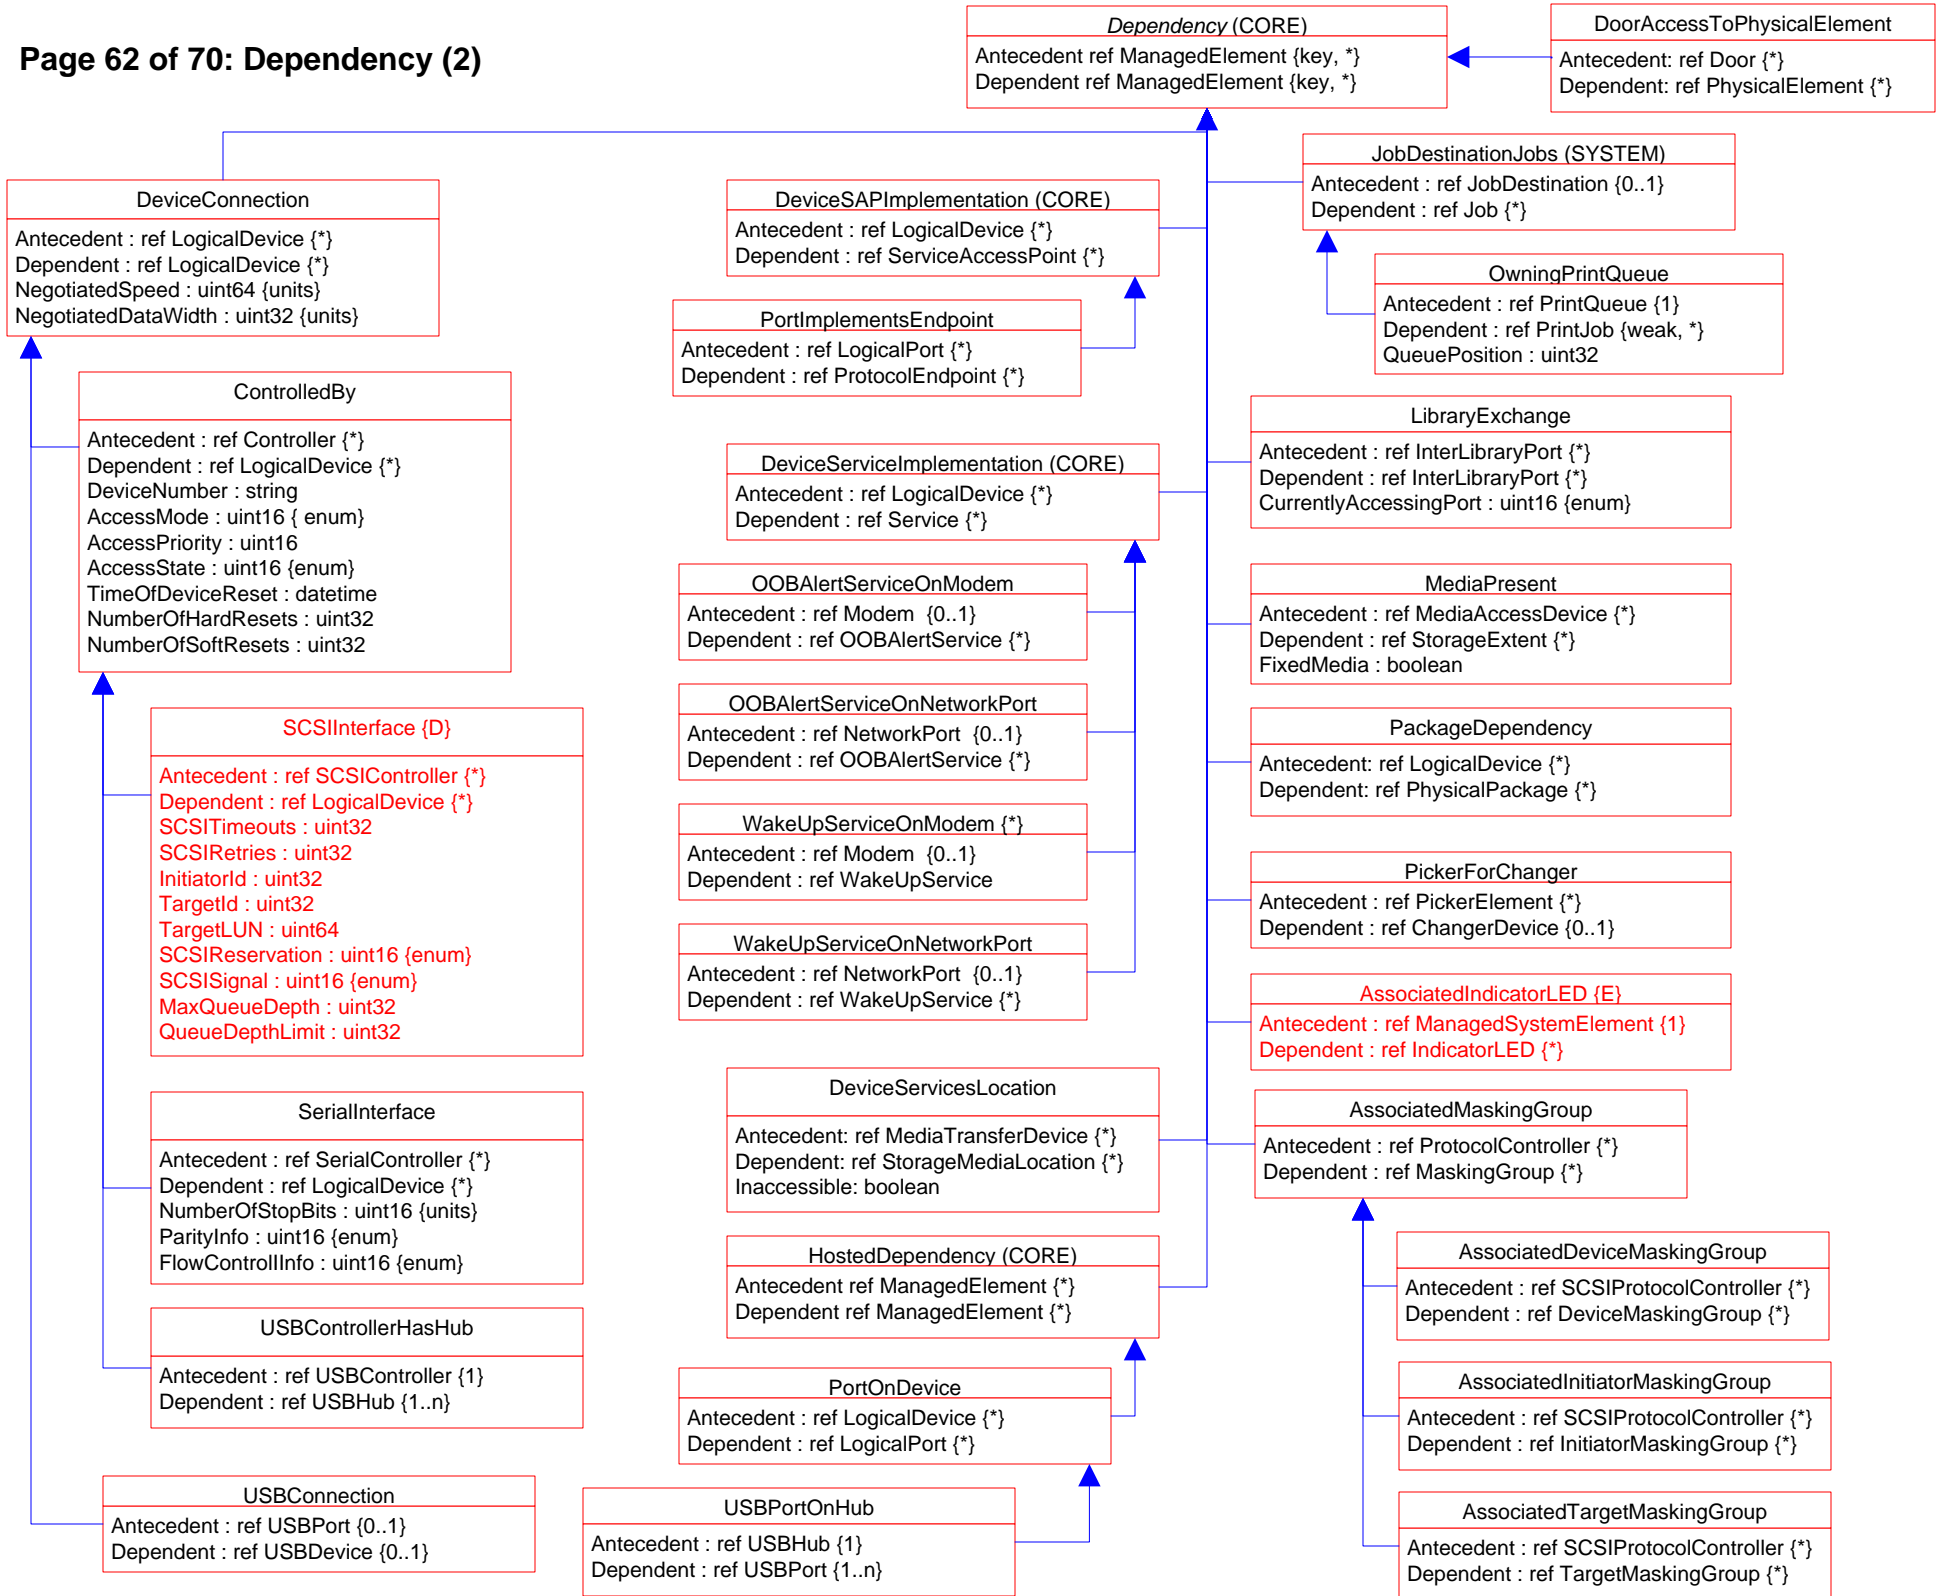 Page 62 of 70: Dependency (2)
Dependency (CORE)
Antecedent ref ManagedElement {key, *}
Dependent ref ManagedElement {key, *}
DoorAccessToPhysicalElement
Antecedent: ref Door {*}
Dependent: ref PhysicalElement {*}
DeviceConnection
Antecedent : ref LogicalDevice {*}
Dependent : ref LogicalDevice {*}
NegotiatedSpeed : uint64 {units}
NegotiatedDataWidth : uint32 {units}
ControlledBy
Antecedent : ref Controller {*}
Dependent : ref LogicalDevice {*}
DeviceNumber : string
AccessMode : uint16 { enum}
AccessPriority : uint16
AccessState : uint16 {enum}
TimeOfDeviceReset : datetime
NumberOfHardResets : uint32
NumberOfSoftResets : uint32
SCSIInterface {D}
Antecedent : ref SCSIController {*}
Dependent : ref LogicalDevice {*}
SCSITimeouts : uint32
SCSIRetries : uint32
InitiatorId : uint32
TargetId : uint32
TargetLUN : uint64
SCSIReservation : uint16 {enum}
SCSISignal : uint16 {enum}
MaxQueueDepth : uint32
QueueDepthLimit : uint32
SerialInterface
Antecedent : ref SerialController {*}
Dependent : ref LogicalDevice {*}
NumberOfStopBits : uint16 {units}
ParityInfo : uint16 {enum}
FlowControlIInfo : uint16 {enum}
USBControllerHasHub
Antecedent : ref USBController {1}
Dependent : ref USBHub {1..n}
USBConnection
Antecedent : ref USBPort {0..1}
Dependent : ref USBDevice {0..1}
DeviceSAPImplementation (CORE)
Antecedent : ref LogicalDevice {*}
Dependent : ref ServiceAccessPoint {*}
PortImplementsEndpoint
Antecedent : ref LogicalPort {*}
Dependent : ref ProtocolEndpoint {*}
DeviceServiceImplementation (CORE)
Antecedent : ref LogicalDevice {*}
Dependent : ref Service {*}
OOBAlertServiceOnModem
Antecedent : ref Modem {0..1}
Dependent : ref OOBAlertService {*}
OOBAlertServiceOnNetworkPort
Antecedent : ref NetworkPort {0..1}
Dependent : ref OOBAlertService {*}
WakeUpServiceOnModem {*}
Antecedent : ref Modem {0..1}
Dependent : ref WakeUpService
WakeUpServiceOnNetworkPort
Antecedent : ref NetworkPort {0..1}
Dependent : ref WakeUpService {*}
DeviceServicesLocation
Antecedent: ref MediaTransferDevice {*}
Dependent: ref StorageMediaLocation {*}
Inaccessible: boolean
HostedDependency (CORE)
Antecedent ref ManagedElement {*}
Dependent ref ManagedElement {*}
PortOnDevice
Antecedent : ref LogicalDevice {*}
Dependent : ref LogicalPort {*}
USBPortOnHub
Antecedent : ref USBHub {1}
Dependent : ref USBPort {1..n}
JobDestinationJobs (SYSTEM)
Antecedent : ref JobDestination {0..1}
Dependent : ref Job {*}
OwningPrintQueue
Antecedent : ref PrintQueue {1}
Dependent : ref PrintJob {weak, *}
QueuePosition : uint32
LibraryExchange
Antecedent : ref InterLibraryPort {*}
Dependent : ref InterLibraryPort {*}
CurrentlyAccessingPort : uint16 {enum}
MediaPresent
Antecedent : ref MediaAccessDevice {*}
Dependent : ref StorageExtent {*}
FixedMedia : boolean
PackageDependency
Antecedent: ref LogicalDevice {*}
Dependent: ref PhysicalPackage {*}
PickerForChanger
Antecedent : ref PickerElement {*}
Dependent : ref ChangerDevice {0..1}
AssociatedIndicatorLED {E}
Antecedent : ref ManagedSystemElement {1}
Dependent : ref IndicatorLED {*}
AssociatedMaskingGroup
Antecedent : ref ProtocolController {*}
Dependent : ref MaskingGroup {*}
AssociatedDeviceMaskingGroup
Antecedent : ref SCSIProtocolController {*}
Dependent : ref DeviceMaskingGroup {*}
AssociatedInitiatorMaskingGroup
Antecedent : ref SCSIProtocolController {*}
Dependent : ref InitiatorMaskingGroup {*}
AssociatedTargetMaskingGroup
Antecedent : ref SCSIProtocolController {*}
Dependent : ref TargetMaskingGroup {*}